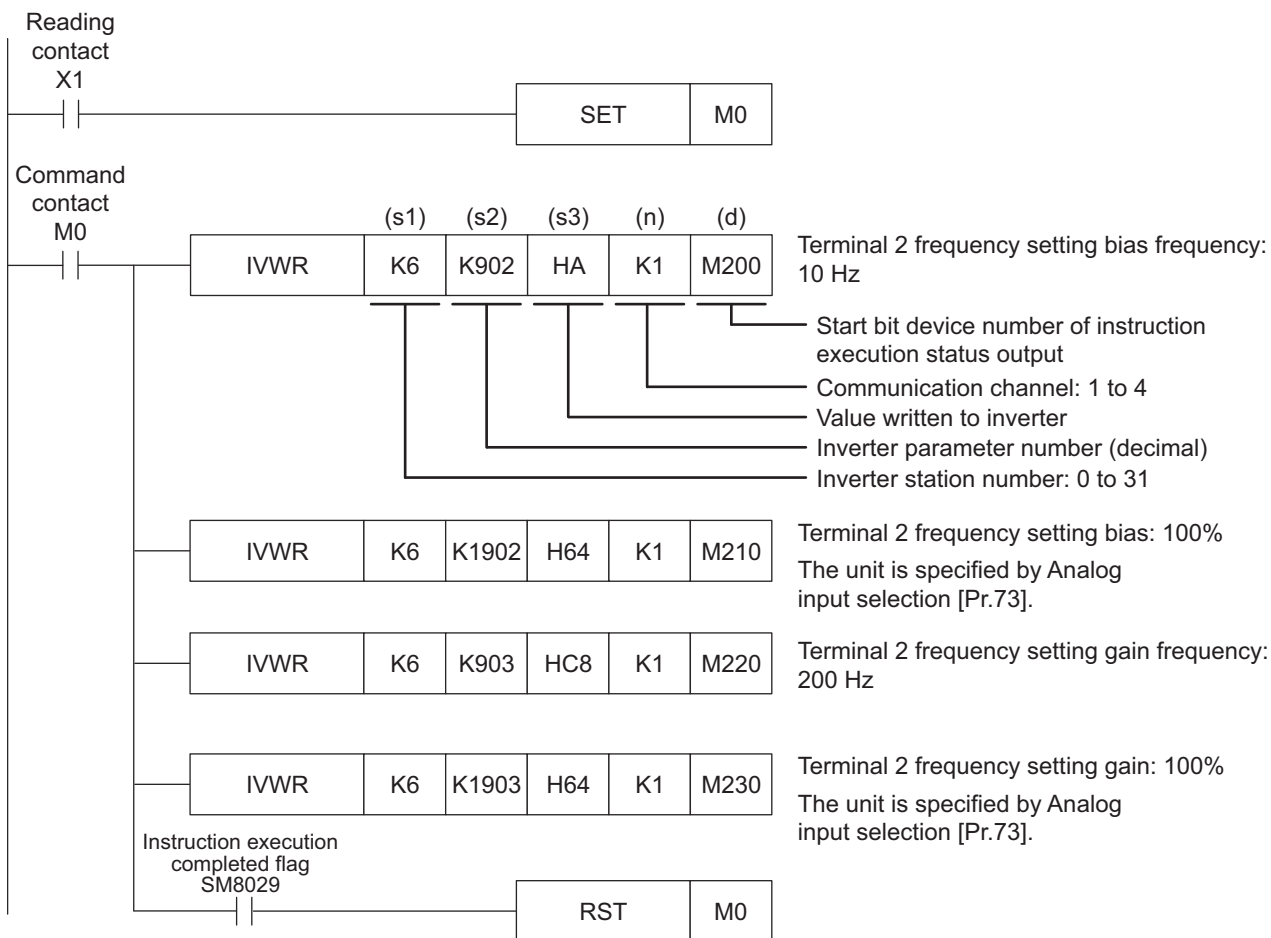 Reading
contact
X1
SET M0
Command
contact
M0
(s1) (s2) (s3) (n) (d)
IVWR K6 K902 HA K1 M200
Terminal 2 frequency setting bias frequency:
10 Hz
Start bit device number of instruction
execution status output
Communication channel: 1 to 4
Value written to inverter
Inverter parameter number (decimal)
Inverter station number: 0 to 31
IVWR K6 K1902 H64 K1 M210
Terminal 2 frequency setting bias: 100%
The unit is specified by Analog
input selection [Pr.73].
IVWR K6 K903 HC8 K1 M220
Terminal 2 frequency setting gain frequency:
200 Hz
IVWR K6 K1903 H64 K1 M230
Terminal 2 frequency setting gain: 100%
The unit is specified by Analog
input selection [Pr.73].
Instruction execution
completed flag
SM8029
RST M0